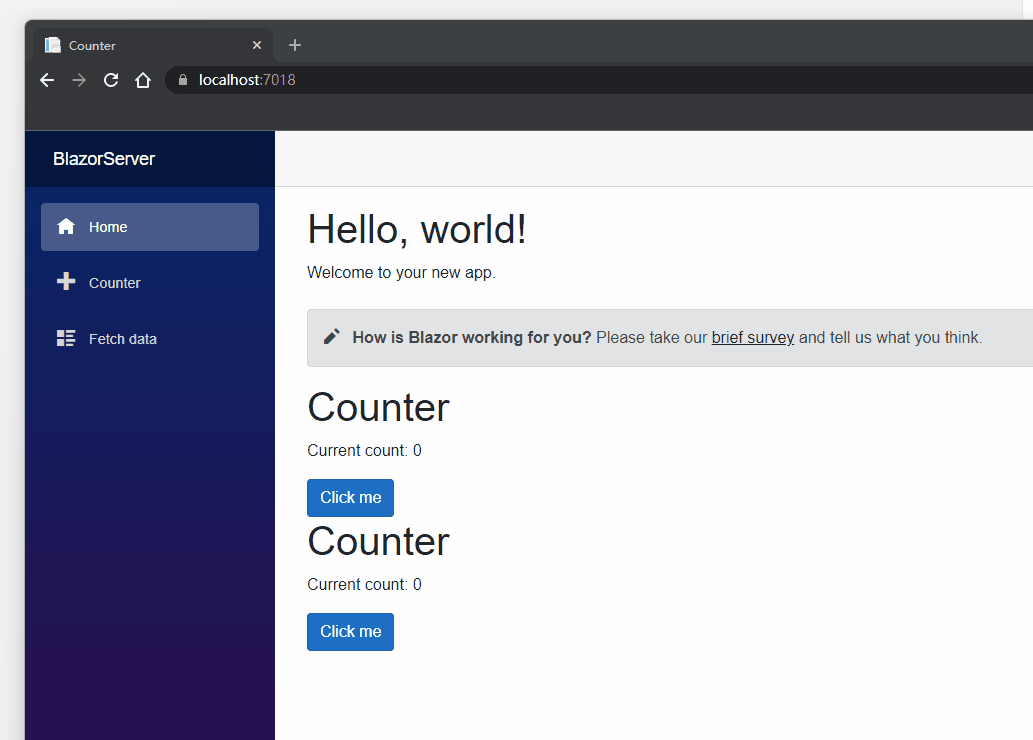 Counter
localhost:7018
BlazorServer
Home
Counter
Fetch data
Hello, world!
Welcome to your new app.
How is Blazor working for you? Please take our brief survey and tell us what you think.
Counter
Current count: 0
Click me
Counter
Current count: 0
Click me